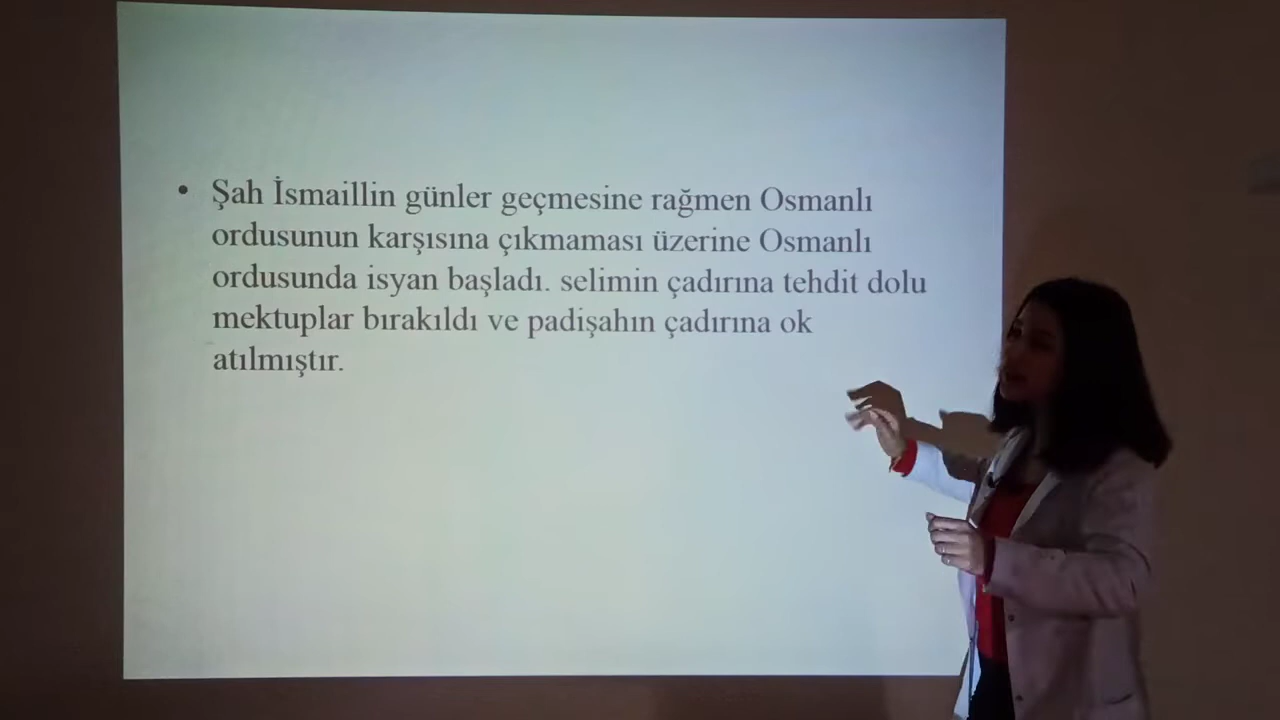 • Şah İsmaillin günler geçmesine rağmen Osmanlı
ordusunun karşısına çıkmaması üzerine Osmanlı
ordusunda isyan başladı. selimin çadırına tehdit dolu
mektuplar bırakıldı ve padişahın çadırına ok
atılmıştır.